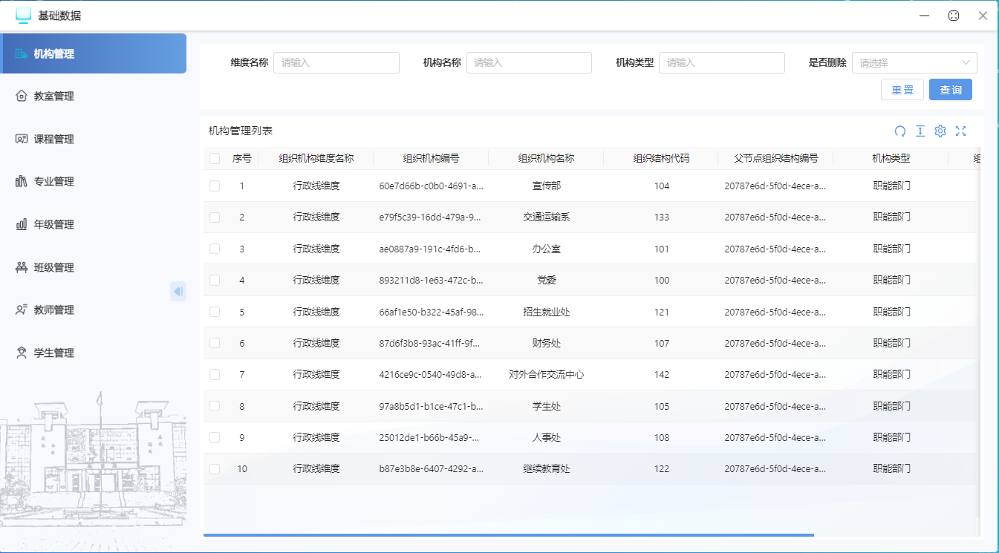 基础数据
机构管理
教室管理
课程管理
专业管理
年级管理
班级管理
教师管理
学生管理
维度名称 请输入 机构名称 请输入 机构类型 请输入 是否删除 请选择
重置 查询
机构管理列表
序号 组织机构维度名称 组织机构编号 组织机构名称 组织结构代码 父节点组织结构编号 机构类型 组
1 行政线维度 60e7d66b-c0b0-4691-a... 宣传部 104 20787e6d-5f0d-4ece-a... 职能部门
2 行政线维度 e79f5c39-16dd-479a-9... 交通运输系 133 20787e6d-5f0d-4ece-a... 职能部门
3 行政线维度 ae0887a9-191c-4fd6-b... 办公室 101 20787e6d-5f0d-4ece-a... 职能部门
4 行政线维度 893211d8-1e63-472c-b... 党委 100 20787e6d-5f0d-4ece-a... 职能部门
5 行政线维度 66af1e50-b322-45af-98... 招生就业处 121 20787e6d-5f0d-4ece-a... 职能部门
6 行政线维度 87d6f3b8-93ac-41ff-9f... 财务处 107 20787e6d-5f0d-4ece-a... 职能部门
7 行政线维度 4216ce9c-0540-49d8-a... 对外合作交流中心 142 20787e6d-5f0d-4ece-a... 职能部门
8 行政线维度 97a8b5d1-b1ce-47c1-b... 学生处 105 20787e6d-5f0d-4ece-a... 职能部门
9 行政线维度 25012de1-b66b-45a9-... 人事处 108 20787e6d-5f0d-4ece-a... 职能部门
10 行政线维度 b87e3b8e-6407-4292-a... 继续教育处 122 20787e6d-5f0d-4ece-a... 职能部门